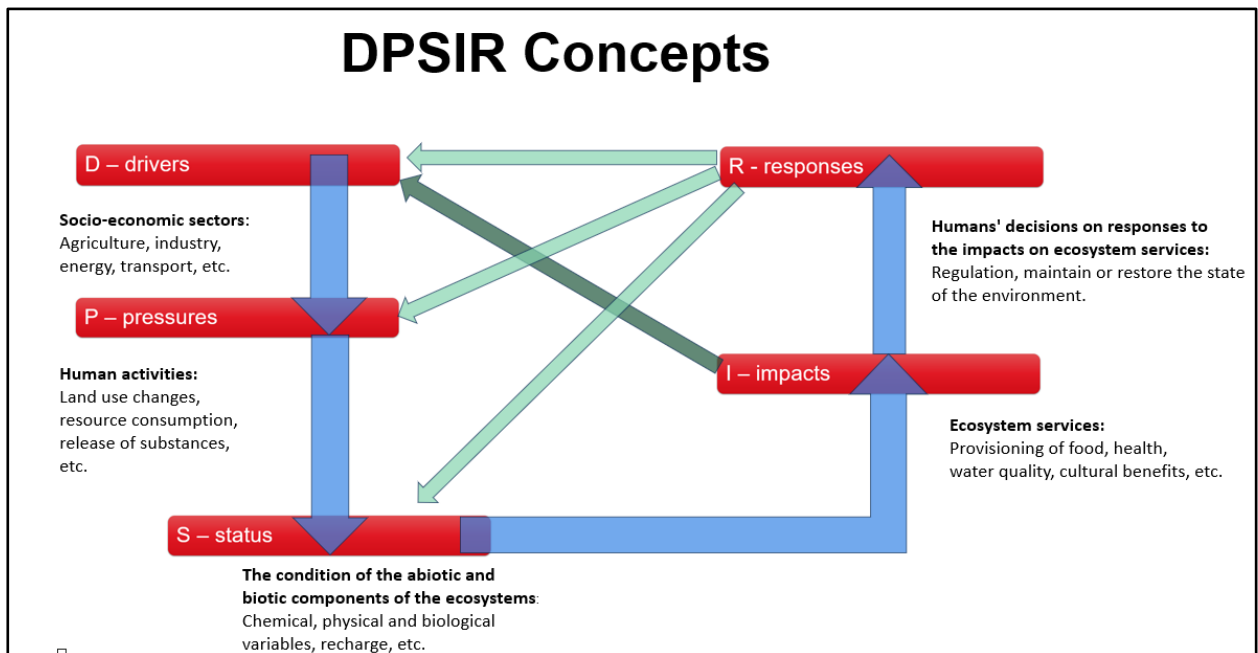 DPSIR Concepts
D – drivers
Socio-economic sectors:
Agriculture, industry,
energy, transport, etc.
P – pressures
Human activities:
Land use changes,
resource consumption,
release of substances,
etc.
S – status
The condition of the abiotic and
biotic components of the ecosystems:
Chemical, physical and biological
variables, recharge, etc.
R - responses
Humans' decisions on responses to
the impacts on ecosystem services:
Regulation, maintain or restore the state
of the environment.
I – impacts
Ecosystem services:
Provisioning of food, health,
water quality, cultural benefits, etc.